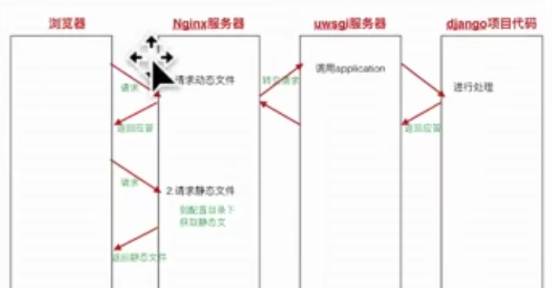 浏览器
Nginx服务器
uwsgi服务器
django项目代码
请求动态文件
转交请求
调用application
请求
进行处理
返回应答
返回应答
请求
2.请求静态文件
到配置目录下
获取静态文
返回静态文件